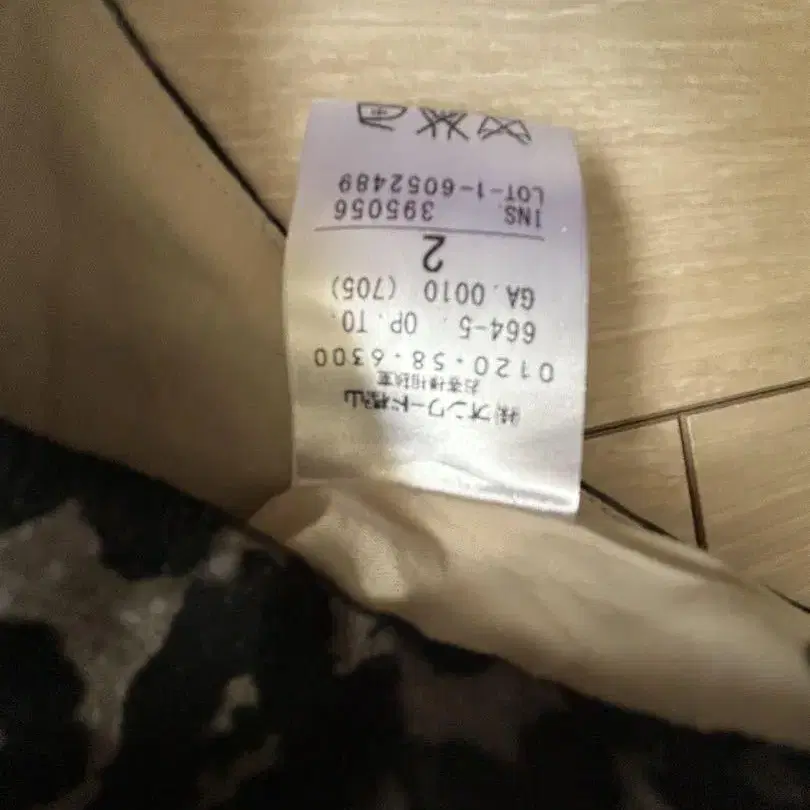 ㈱オンワード樫山
お客様相談室
0120・58・6300
664-5. OP.TO.
GA.0010 (705)
2
INS. 395056
LOT-1-6052489